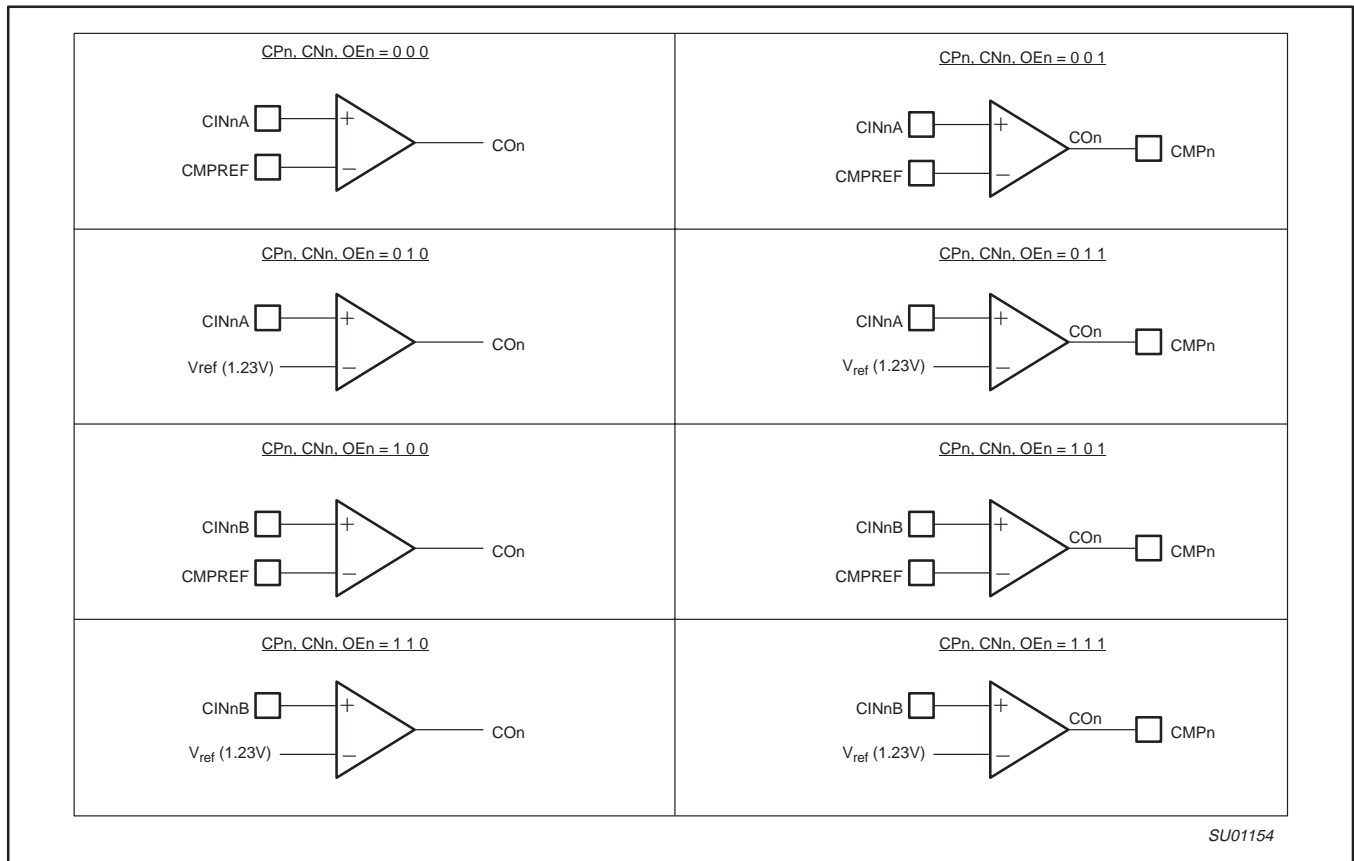 CPn, CNn, OEn = 0 0 0
CINnA
+
COn
CMPREF
–
CPn, CNn, OEn = 0 0 1
CINnA
+
COn
CMPn
CMPREF
–
CPn, CNn, OEn = 0 1 0
CINnA
+
COn
Vref (1.23V)
–
CPn, CNn, OEn = 0 1 1
CINnA
+
COn
CMPn
Vref (1.23V)
–
CPn, CNn, OEn = 1 0 0
CINnB
+
COn
CMPREF
–
CPn, CNn, OEn = 1 0 1
CINnB
+
COn
CMPn
CMPREF
–
CPn, CNn, OEn = 1 1 0
CINnB
+
COn
Vref (1.23V)
–
CPn, CNn, OEn = 1 1 1
CINnB
+
COn
CMPn
Vref (1.23V)
–
SU01154